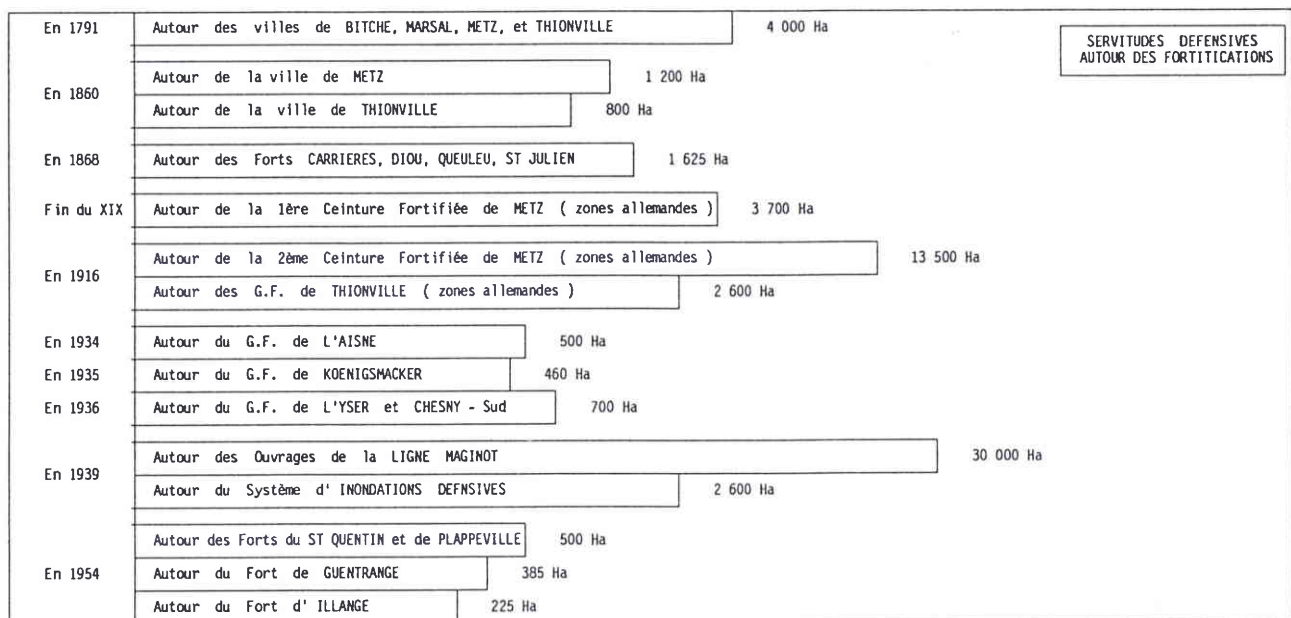 En 1791 Autour des villes de BITCHE, MARSAL, METZ, et THIONVILLE 4 000 Ha
SERVITUDES DEFENSIVES
AUTOUR DES FORTITICATIONS
En 1860
Autour de la ville de METZ 1 200 Ha
Autour de la ville de THIONVILLE 800 Ha
En 1868 Autour des Forts CARRIERES, DIOU, QUEULEU, ST JULIEN 1 625 Ha
Fin du XIX Autour de la 1ère Ceinture Fortifiée de METZ ( zones allemandes ) 3 700 Ha
En 1916
Autour de la 2ème Ceinture Fortifiée de METZ ( zones allemandes ) 13 500 Ha
Autour des G.F. de THIONVILLE ( zones allemandes ) 2 600 Ha
En 1934 Autour du G.F. de L'AISNE 500 Ha
En 1935 Autour du G.F. de KOENIGSMACKER 460 Ha
En 1936 Autour du G.F. de L'YSER et CHESNY - Sud 700 Ha
En 1939
Autour des Ouvrages de la LIGNE MAGINOT 30 000 Ha
Autour du Système d' INONDATIONS DEFNSIVES 2 600 Ha
En 1954
Autour des Forts du ST QUENTIN et de PLAPPEVILLE 500 Ha
Autour du Fort de GUENTRANGE 385 Ha
Autour du Fort d' ILLANGE 225 Ha